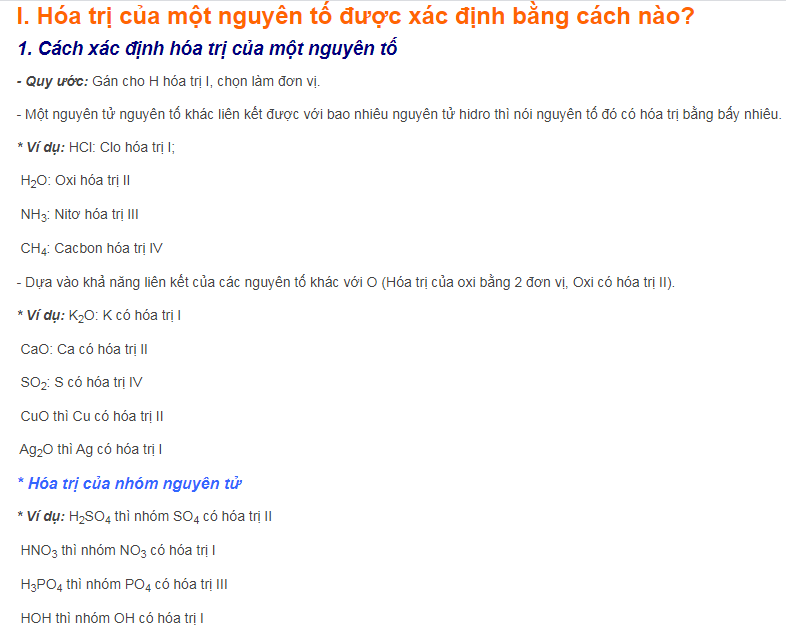 I. Hóa trị của một nguyên tố được xác định bằng cách nào?
1. Cách xác định hóa trị của một nguyên tố
- Quy ước: Gán cho H hóa trị I, chọn làm đơn vị.
- Một nguyên tử nguyên tố khác liên kết được với bao nhiêu nguyên tử hidro thì nói nguyên tố đó có hóa trị bằng bấy nhiêu.
* Ví dụ: HCl: Clo hóa trị I;
H₂O: Oxi hóa trị II
NH₃: Nitơ hóa trị III
CH₄: Cacbon hóa trị IV
- Dựa vào khả năng liên kết của các nguyên tố khác với O (Hóa trị của oxi bằng 2 đơn vị, Oxi có hóa trị II).
* Ví dụ: K₂O: K có hóa trị I
CaO: Ca có hóa trị II
SO₂: S có hóa trị IV
CuO thì Cu có hóa trị II
Ag₂O thì Ag có hóa trị I
* Hóa trị của nhóm nguyên tử
* Ví dụ: H₂SO₄ thì nhóm SO₄ có hóa trị II
HNO₃ thì nhóm NO₃ có hóa trị I
H₃PO₄ thì nhóm PO₄ có hóa trị III
HOH thì nhóm OH có hóa trị I